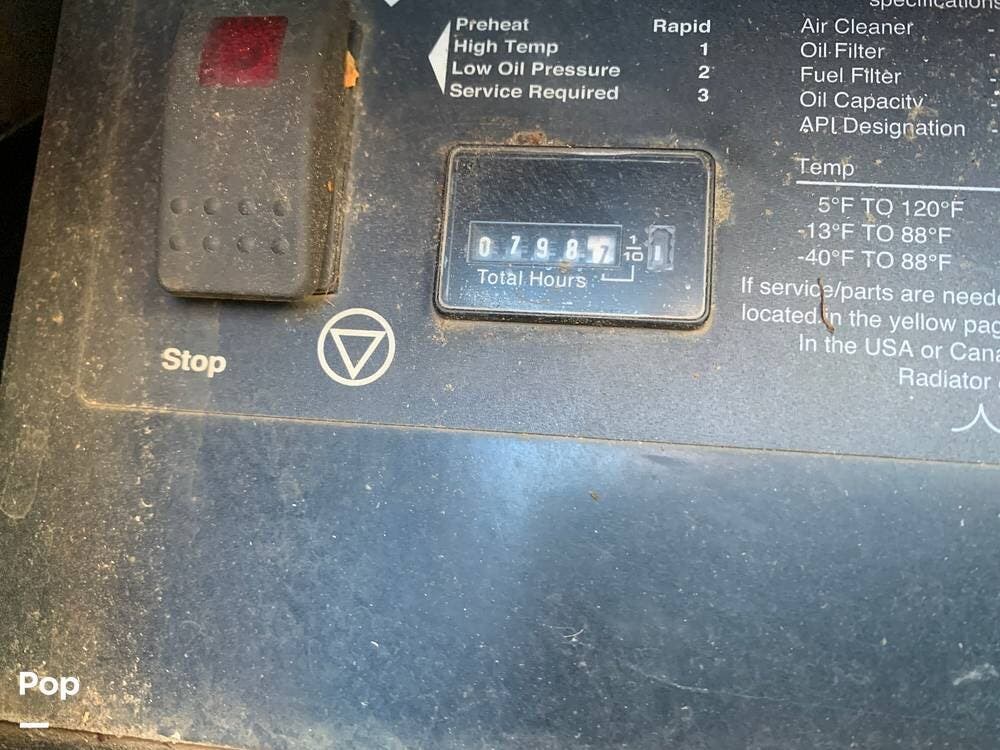 specifications
Preheat Rapid
High Temp 1
Low Oil Pressure 2
Service Required 3
Air Cleaner -
Oil Filter -
Fuel Filter -
Oil Capacity -
API Designation -
Temp
5°F TO 120°F
-13°F TO 88°F
-40°F TO 88°F
0 7 9 8 7 1/10 1
Total Hours
If service/parts are neede
located in the yellow pag
In the USA or Cana
Radiator
Stop
Pop